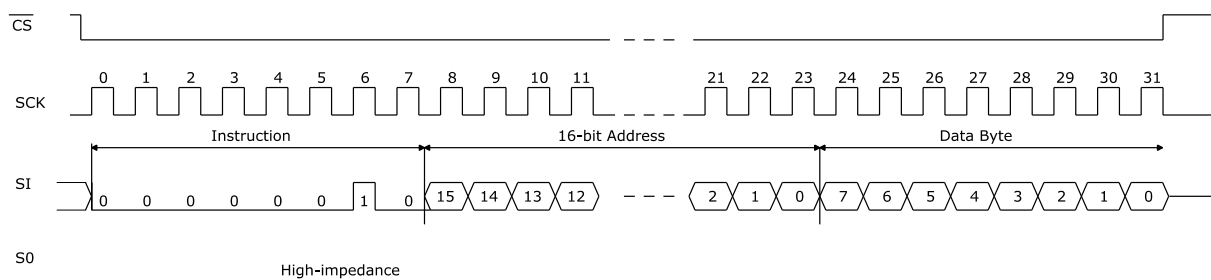 CS
0 1 2 3 4 5 6 7 8 9 10 11 21 22 23 24 25 26 27 28 29 30 31
SCK
Instruction 16-bit Address Data Byte
SI
0 0 0 0 0 0 1 0 15 14 13 12 2 1 0 7 6 5 4 3 2 1 0
S0
High-impedance